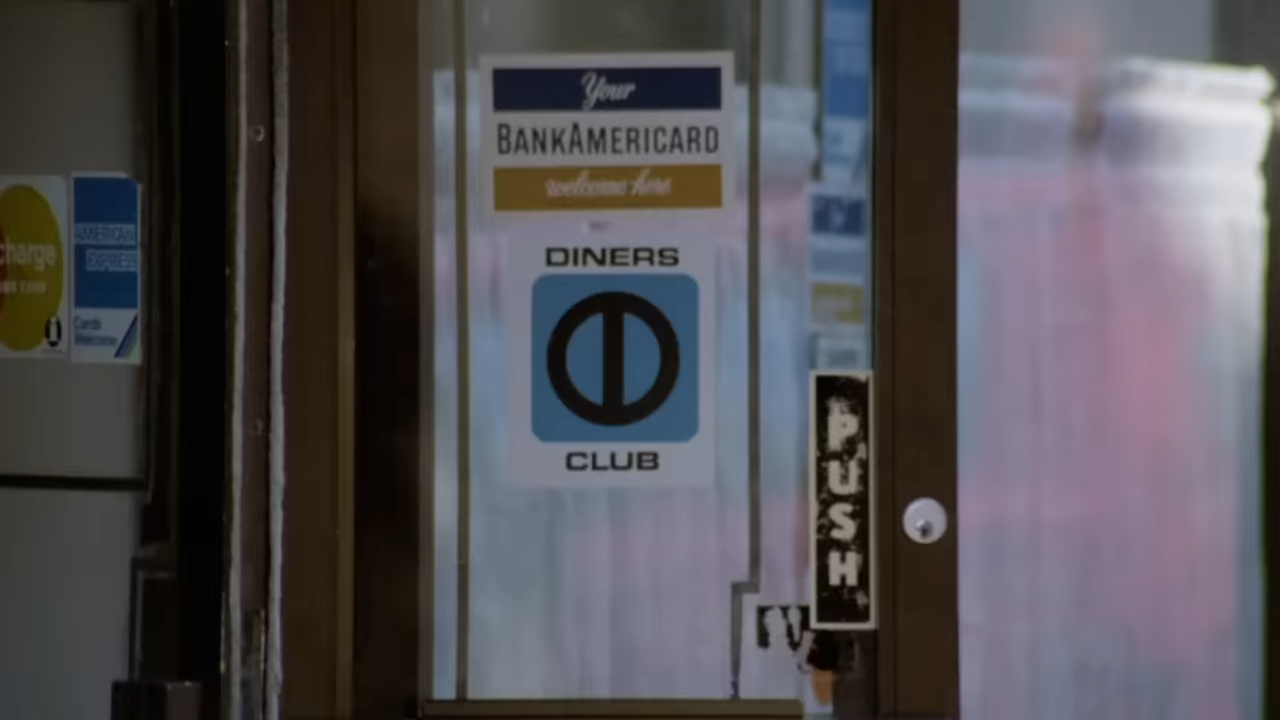 Your
BANKAMERICARD
welcome here
DINERS
CLUB
charge
AMERICAN
EXPRESS
Cards
Welcome
PUSH